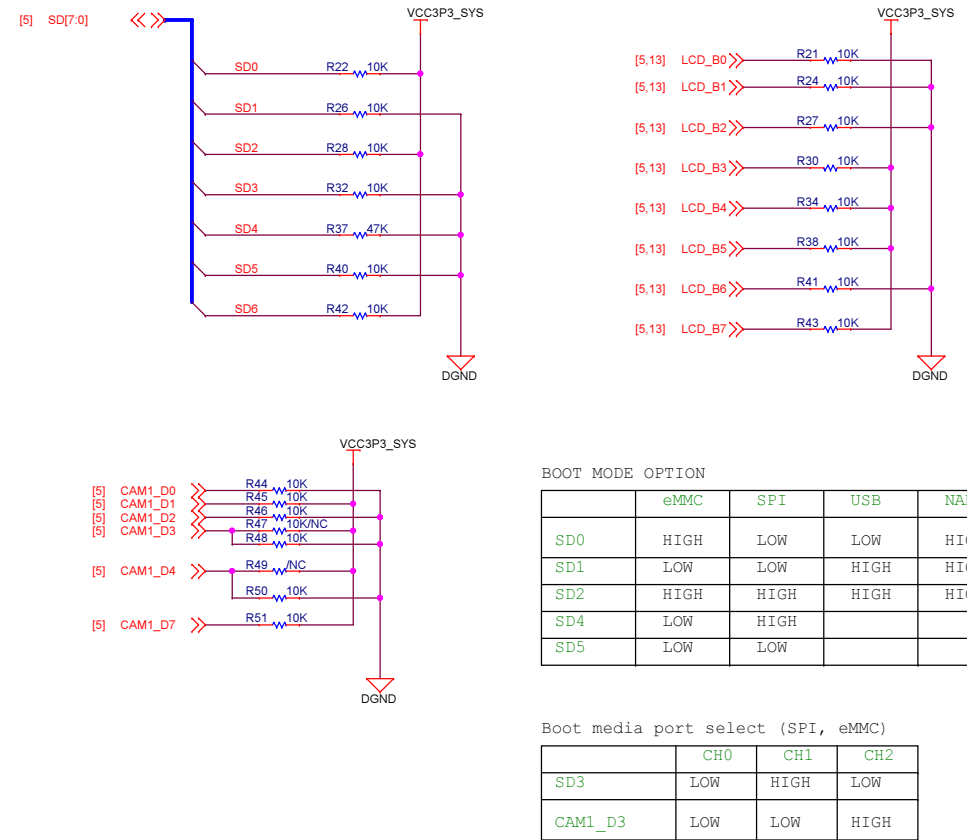 [5] SD[7:0]
VCC3P3_SYS
SD0 R22 10K
SD1 R26 10K
SD2 R28 10K
SD3 R32 10K
SD4 R37 47K
SD5 R40 10K
SD6 R42 10K
DGND
VCC3P3_SYS
[5,13] LCD_B0 R21 10K
[5,13] LCD_B1 R24 10K
[5,13] LCD_B2 R27 10K
[5,13] LCD_B3 R30 10K
[5,13] LCD_B4 R34 10K
[5,13] LCD_B5 R38 10K
[5,13] LCD_B6 R41 10K
[5,13] LCD_B7 R43 10K
DGND
VCC3P3_SYS
[5] CAM1_D0 R44 10K
[5] CAM1_D1 R45 10K
[5] CAM1_D2 R46 10K
[5] CAM1_D3 R47 10K/NC
R48 10K
[5] CAM1_D4 R49 /NC
R50 10K
[5] CAM1_D7 R51 10K
DGND
BOOT MODE OPTION
eMMC SPI USB
SD0 HIGH LOW LOW
SD1 LOW LOW HIGH
SD2 HIGH HIGH HIGH
SD4 LOW HIGH
SD5 LOW LOW
Boot media port select (SPI, eMMC)
CH0 CH1 CH2
SD3 LOW HIGH LOW
CAM1_D3 LOW LOW HIGH